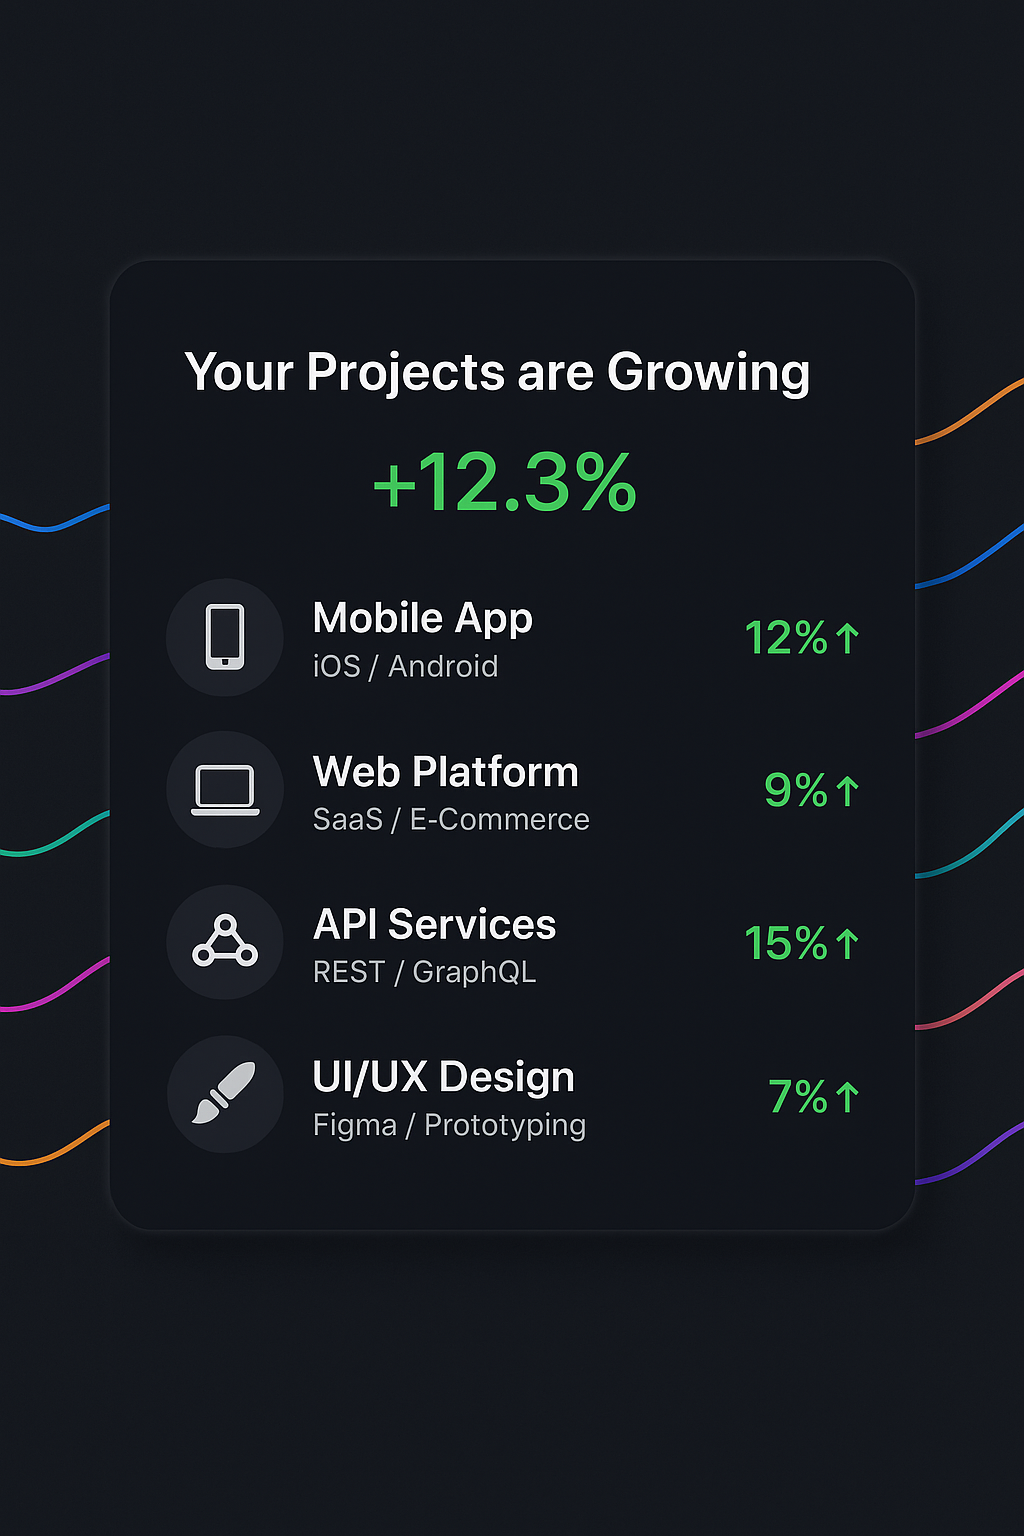 Your Projects are Growing
+12.3%
Mobile App
iOS / Android
12%↑
Web Platform
SaaS / E-Commerce
9%↑
API Services
REST / GraphQL
15%↑
UI/UX Design
Figma / Prototyping
7%↑